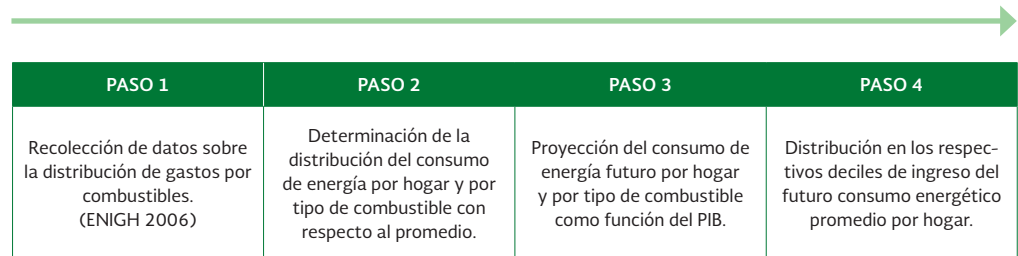 PASO 1
PASO 2
PASO 3
PASO 4
Recolección de datos sobre
la distribución de gastos por
combustibles.
(ENIGH 2006)
Determinación de la
distribución del consumo
de energía por hogar y por
tipo de combustible con
respecto al promedio.
Proyección del consumo de
energía futuro por hogar
y por tipo de combustible
como función del PIB.
Distribución en los respec-
tivos deciles de ingreso del
futuro consumo energético
promedio por hogar.